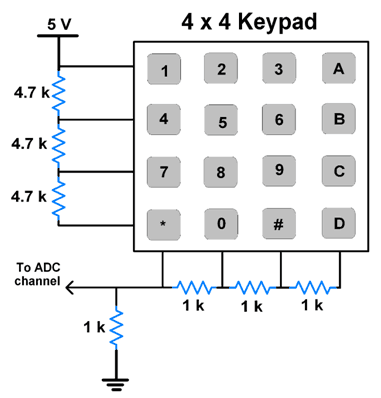 4 x 4 Keypad
5 V
1 2 3 A
4.7 k
4 5 6 B
4.7 k
7 8 9 C
4.7 k
* 0 # D
To ADC
channel
1 k 1 k 1 k
1 k